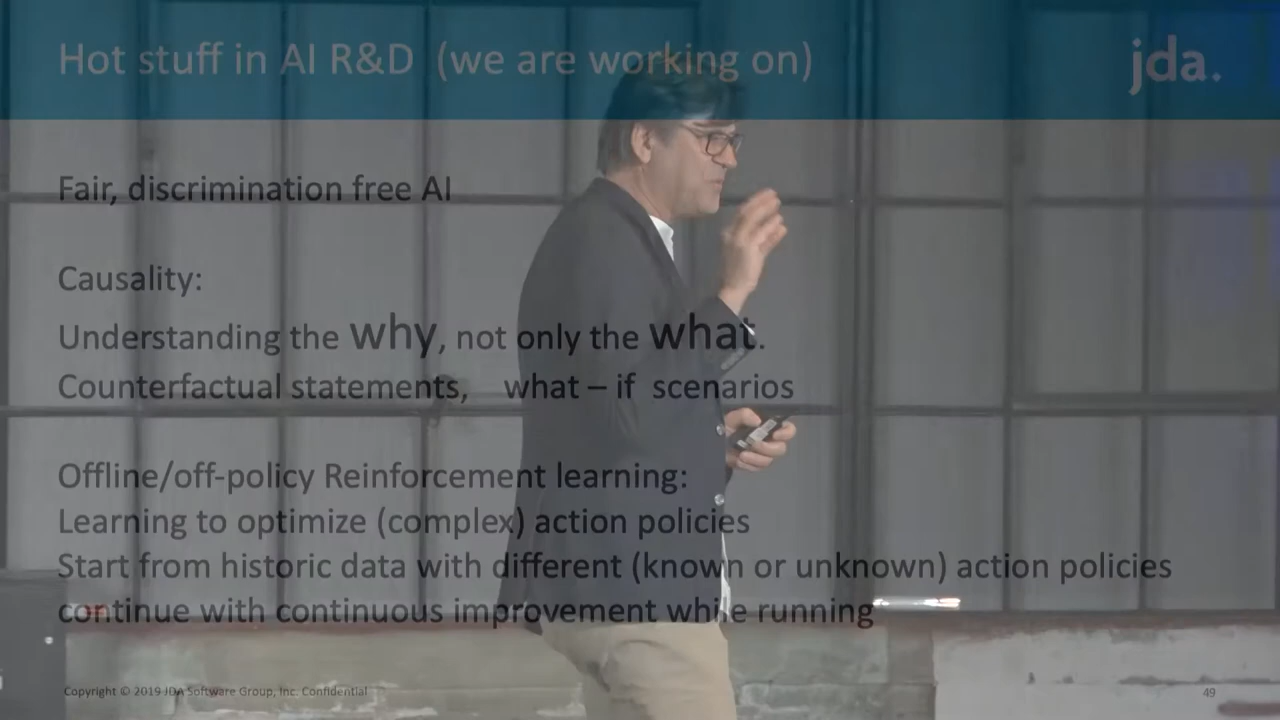 Hot stuff in AI R&D (we are working on)
jda.
Fair, discrimination free AI
Causality:
Understanding the why, not only the what.
Counterfactual statements, what – if scenarios
Offline/off-policy Reinforcement learning:
Learning to optimize (complex) action policies
Start from historic data with different (known or unknown) action policies
continue with continuous improvement while running
Copyright © 2019 JDA Software Group, Inc. Confidential
49